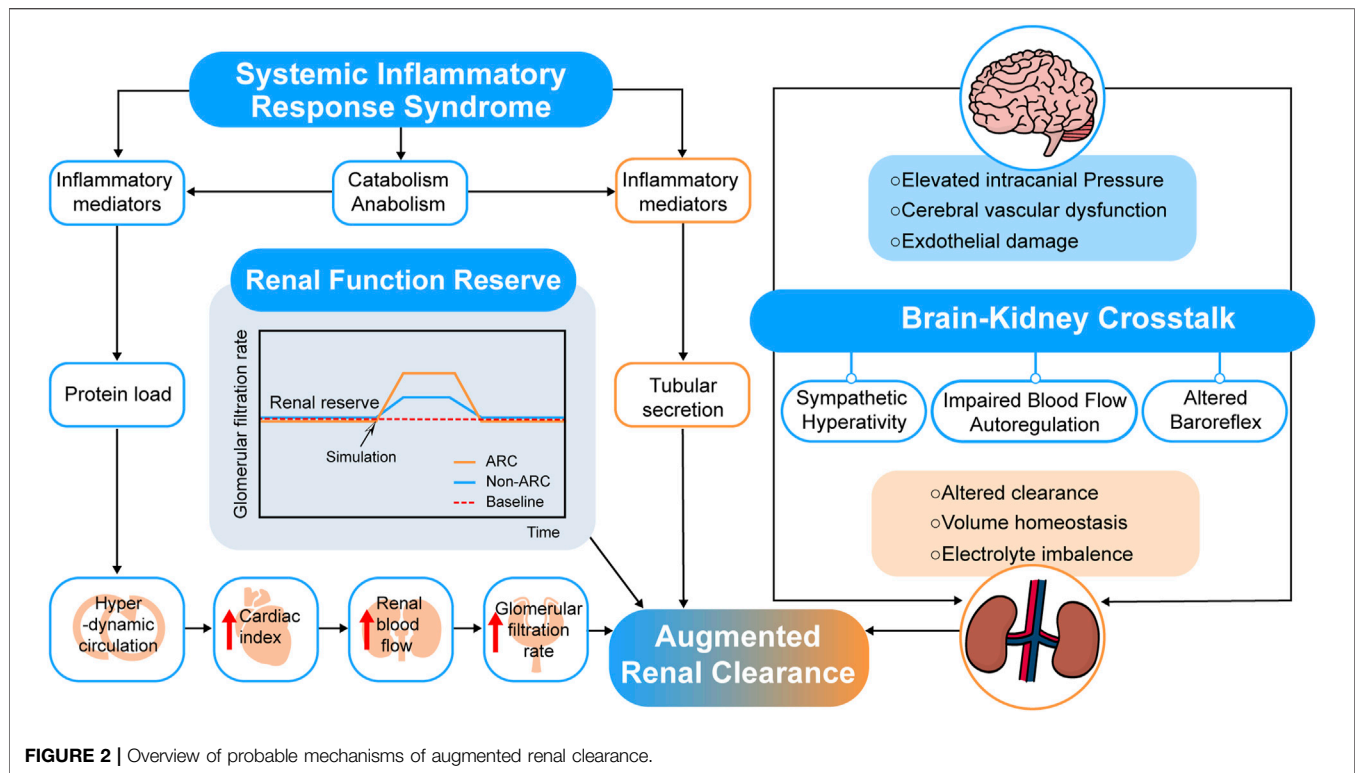 Systemic Inflammatory
Response Syndrome
Inflammatory
mediators
Catabolism
Anabolism
Inflammatory
mediators
Renal Function Reserve
Glomerular filtration rate
Renal reserve
Simulation
ARC
Non-ARC
Baseline
Time
Protein load
Tubular
secretion
Hyper
-dynamic
circulation
Cardiac
index
Renal
blood
flow
Glomerular
filtration
rate
Augmented
Renal Clearance
○Elevated intracanial Pressure
○Cerebral vascular dysfunction
○Exdothelial damage
Brain-Kidney Crosstalk
Sympathetic
Hyperativity
Impaired Blood Flow
Autoregulation
Altered
Baroreflex
○Altered clearance
○Volume homeostasis
○Electrolyte imbalence
FIGURE 2 | Overview of probable mechanisms of augmented renal clearance.